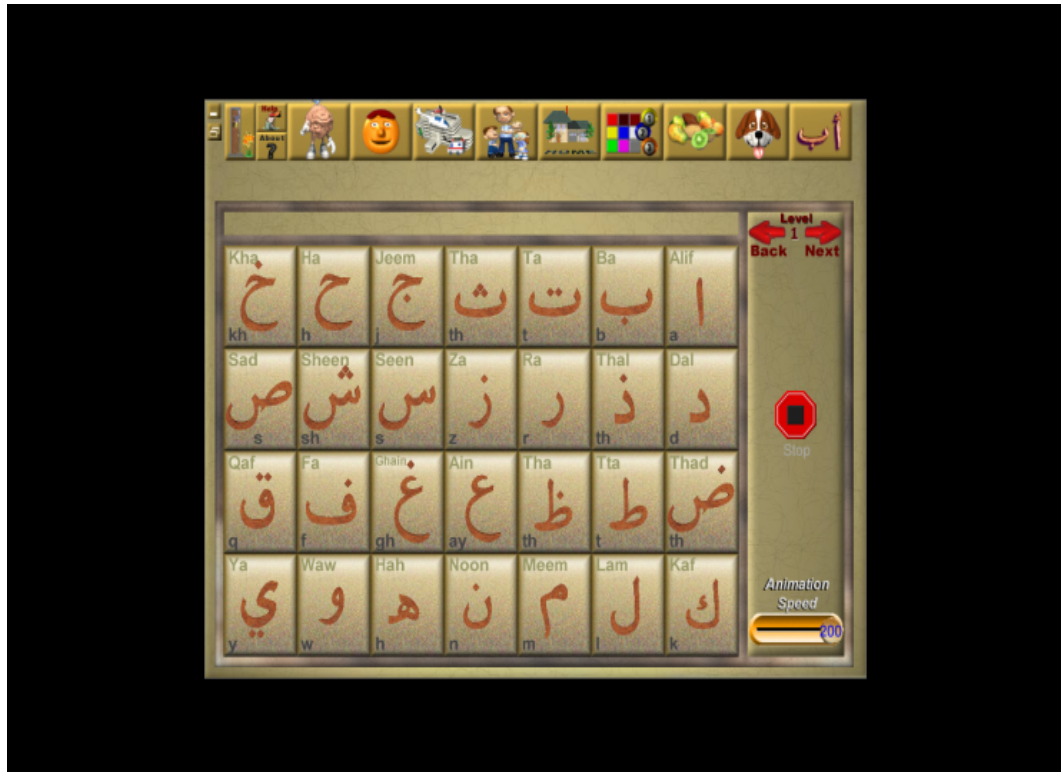 Help
About
?
أب
Level
1
Back Next
Kha Ha Jeem Tha Ta Ba Alif
خ ح ج ث ت ب ا
kh h j th t b a
Sad Sheen Seen Za Ra Thal Dal
ص ش س ز ر ذ د
s sh s z r th d
Stop
Qaf Fa Ghain Ain Tha Tta Thad
ق ف غ ع ظ ط ض
q f gh ay th t th
Ya Waw Hah Noon Meem Lam Kaf
ي و ه ن م ل ك
y w h n m l k
Animation
Speed
200